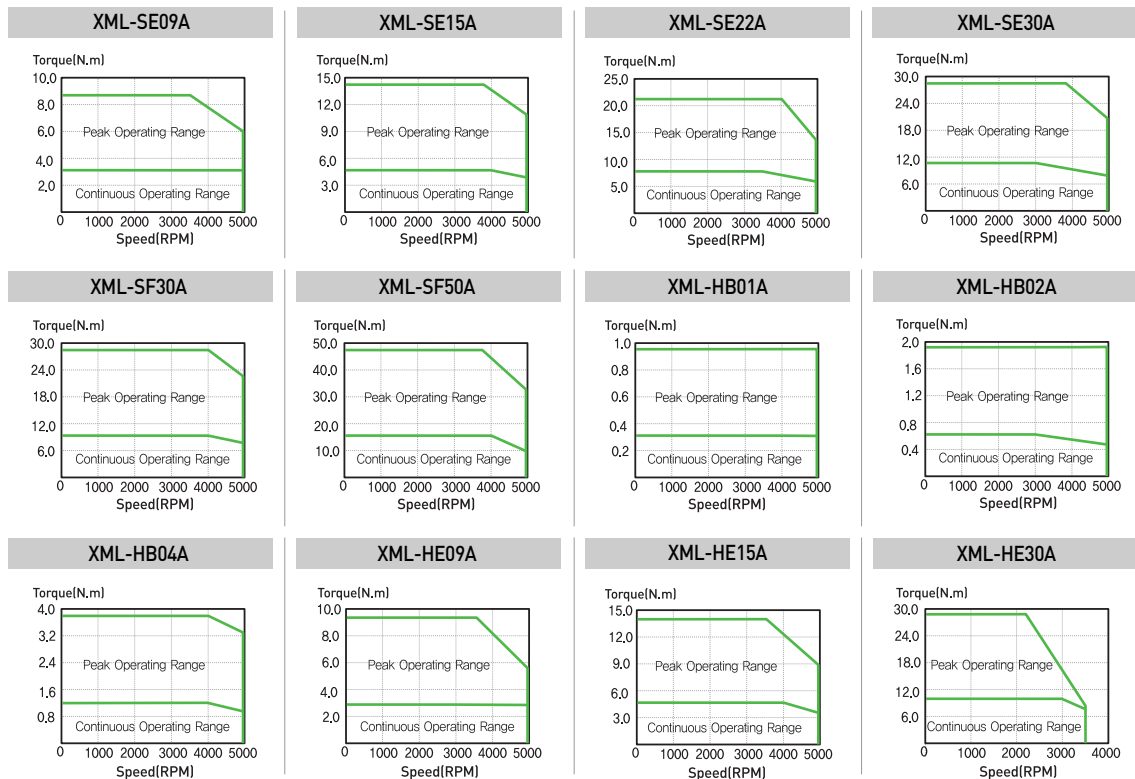 XML-SE09A
Torque(N.m)
10,0
8,0
6,0
4,0
2,0
Peak Operating Range
Continuous Operating Range
0 1000 2000 3000 4000 5000
Speed(RPM)
XML-SE15A
Torque(N.m)
15,0
12,0
9,0
6,0
3,0
Peak Operating Range
Continuous Operating Range
0 1000 2000 3000 4000 5000
Speed(RPM)
XML-SE22A
Torque(N.m)
25,0
20,0
15,0
10,0
5,0
Peak Operating Range
Continuous Operating Range
0 1000 2000 3000 4000 5000
Speed(RPM)
XML-SE30A
Torque(N.m)
30,0
24,0
18,0
12,0
6,0
Peak Operating Range
Continuous Operating Range
0 1000 2000 3000 4000 5000
Speed(RPM)
XML-SF30A
Torque(N.m)
30,0
24,0
18,0
12,0
6,0
Peak Operating Range
Continuous Operating Range
0 1000 2000 3000 4000 5000
Speed(RPM)
XML-SF50A
Torque(N.m)
50,0
40,0
30,0
20,0
10,0
Peak Operating Range
Continuous Operating Range
0 1000 2000 3000 4000 5000
Speed(RPM)
XML-HB01A
Torque(N.m)
1,0
0,8
0,6
0,4
0,2
Peak Operating Range
Continuous Operating Range
0 1000 2000 3000 4000 5000
Speed(RPM)
XML-HB02A
Torque(N.m)
2,0
1,6
1,2
0,8
0,4
Peak Operating Range
Continuous Operating Range
0 1000 2000 3000 4000 5000
Speed(RPM)
XML-HB04A
Torque(N.m)
4,0
3,2
2,4
1,6
0,8
Peak Operating Range
Continuous Operating Range
0 1000 2000 3000 4000 5000
Speed(RPM)
XML-HE09A
Torque(N.m)
10,0
8,0
6,0
4,0
2,0
Peak Operating Range
Continuous Operating Range
0 1000 2000 3000 4000 5000
Speed(RPM)
XML-HE15A
Torque(N.m)
15,0
12,0
9,0
6,0
3,0
Peak Operating Range
Continuous Operating Range
0 1000 2000 3000 4000 5000
Speed(RPM)
XML-HE30A
Torque(N.m)
30,0
24,0
18,0
12,0
6,0
Peak Operating Range
Continuous Operating Range
0 1000 2000 3000 4000
Speed(RPM)